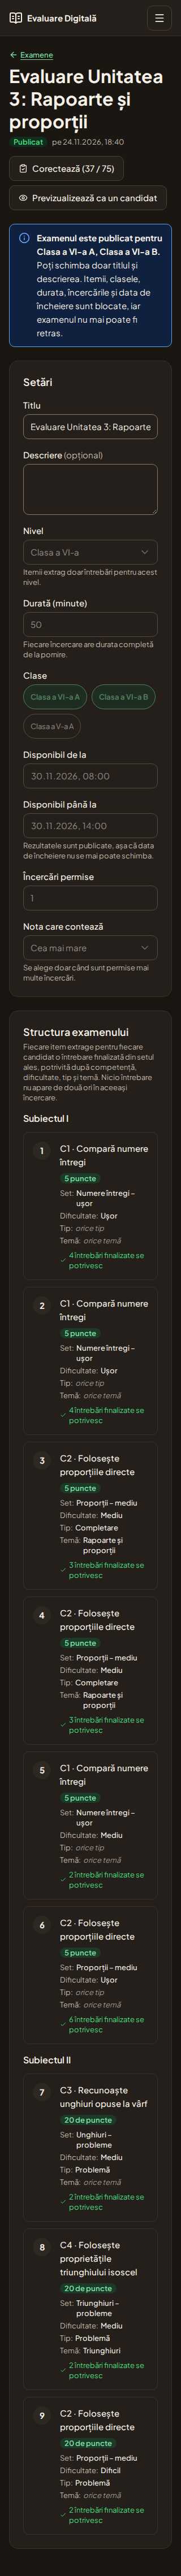 Evaluare Digitală
Examene
Evaluare Unitatea
3: Rapoarte și
proporții
Publicat pe 24.11.2026, 18:40
Corectează (37 / 75)
Previzualizează ca un candidat
Examenul este publicat pentru
Clasa a VI-a A, Clasa a VI-a B.
Poți schimba doar titlul și
descrierea. Itemii, clasele,
durata, încercările și data de
încheiere sunt blocate, iar
examenul nu mai poate fi
retras.
Setări
Titlu
Evaluare Unitatea 3: Rapoarte
Descriere (opțional)
Nivel
Clasa a VI-a
Itemii extrag doar întrebări pentru acest
nivel.
Durată (minute)
50
Fiecare încercare are durata completă
de la pornire.
Clase
Clasa a VI-a A
Clasa a VI-a B
Clasa a V-a A
Disponibil de la
30.11.2026, 08:00
Disponibil până la
30.11.2026, 14:00
Rezultatele sunt publicate, așa că data
de încheiere nu se mai poate schimba.
Încercări permise
1
Nota care contează
Cea mai mare
Se alege doar când sunt permise mai
multe încercări.
Structura examenului
Fiecare item extrage pentru fiecare
candidat o întrebare finalizată din setul
ales, potrivită după competență,
dificultate, tip și temă. Nicio întrebare
nu apare de două ori în aceeași
încercare.
Subiectul I
1
C1 · Compară numere
întregi
5 puncte
Set: Numere întregi –
ușor
Dificultate: Ușor
Tip: orice tip
Temă: orice temă
4 întrebări finalizate se
potrivesc
2
C1 · Compară numere
întregi
5 puncte
Set: Numere întregi –
ușor
Dificultate: Ușor
Tip: orice tip
Temă: orice temă
4 întrebări finalizate se
potrivesc
3
C2 · Folosește
proporțiile directe
5 puncte
Set: Proporții – mediu
Dificultate: Mediu
Tip: Completare
Temă: Rapoarte și
proporții
3 întrebări finalizate se
potrivesc
4
C2 · Folosește
proporțiile directe
5 puncte
Set: Proporții – mediu
Dificultate: Mediu
Tip: Completare
Temă: Rapoarte și
proporții
3 întrebări finalizate se
potrivesc
5
C1 · Compară numere
întregi
5 puncte
Set: Numere întregi –
ușor
Dificultate: Mediu
Tip: orice tip
Temă: orice temă
2 întrebări finalizate se
potrivesc
6
C2 · Folosește
proporțiile directe
5 puncte
Set: Proporții – mediu
Dificultate: Ușor
Tip: orice tip
Temă: orice temă
6 întrebări finalizate se
potrivesc
Subiectul II
7
C3 · Recunoaște
unghiuri opuse la vârf
20 de puncte
Set: Unghiuri –
probleme
Dificultate: Mediu
Tip: Problemă
Temă: orice temă
2 întrebări finalizate se
potrivesc
8
C4 · Folosește
proprietățile
triunghiului isoscel
20 de puncte
Set: Triunghiuri –
probleme
Dificultate: Mediu
Tip: Problemă
Temă: Triunghiuri
2 întrebări finalizate se
potrivesc
9
C2 · Folosește
proporțiile directe
20 de puncte
Set: Proporții – mediu
Dificultate: Dificil
Tip: Problemă
Temă: orice temă
2 întrebări finalizate se
potrivesc